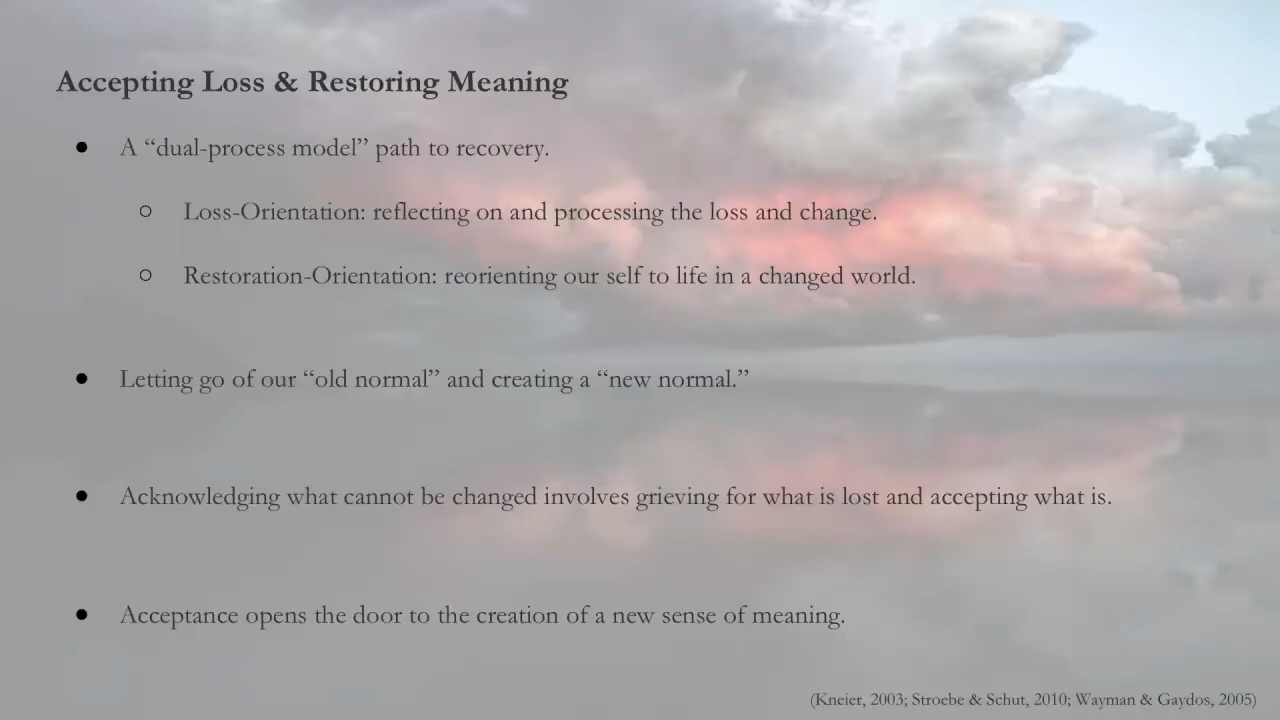 Accepting Loss & Restoring Meaning
● A “dual-process model” path to recovery.
○ Loss-Orientation: reflecting on and processing the loss and change.
○ Restoration-Orientation: reorienting our self to life in a changed world.
● Letting go of our “old normal” and creating a “new normal.”
● Acknowledging what cannot be changed involves grieving for what is lost and accepting what is.
● Acceptance opens the door to the creation of a new sense of meaning.
(Kneier, 2003; Stroebe & Schut, 2010; Wayman & Gaydos, 2005)